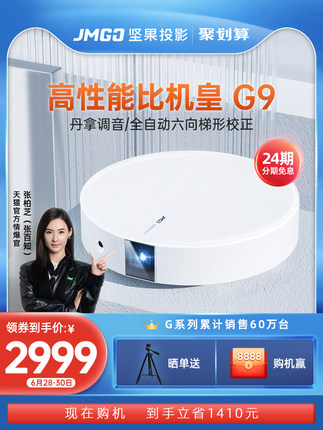 JMGO 坚果投影 聚划算
高性能比机皇 G9
丹拿调音/全自动六向梯形校正
24期
分期免息
张柏芝（张百知）
天猫官方情报官
领券到手价:¥
2999
6月28-30日
G系列累计销售60万台
晒单送
8888
购机赢
现在购机 到手立省1410元